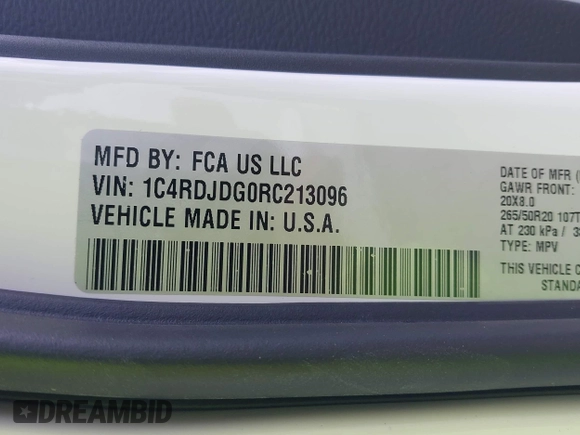 MFD BY: FCA US LLC
VIN: 1C4RDJDG0RC213096
VEHICLE MADE IN: U.S.A.
DATE OF MFR
GAWR FRONT:
20X8.0
265/50R20 107T
AT 230 kPa /
TYPE: MPV
THIS VEHICLE
DREAMBID